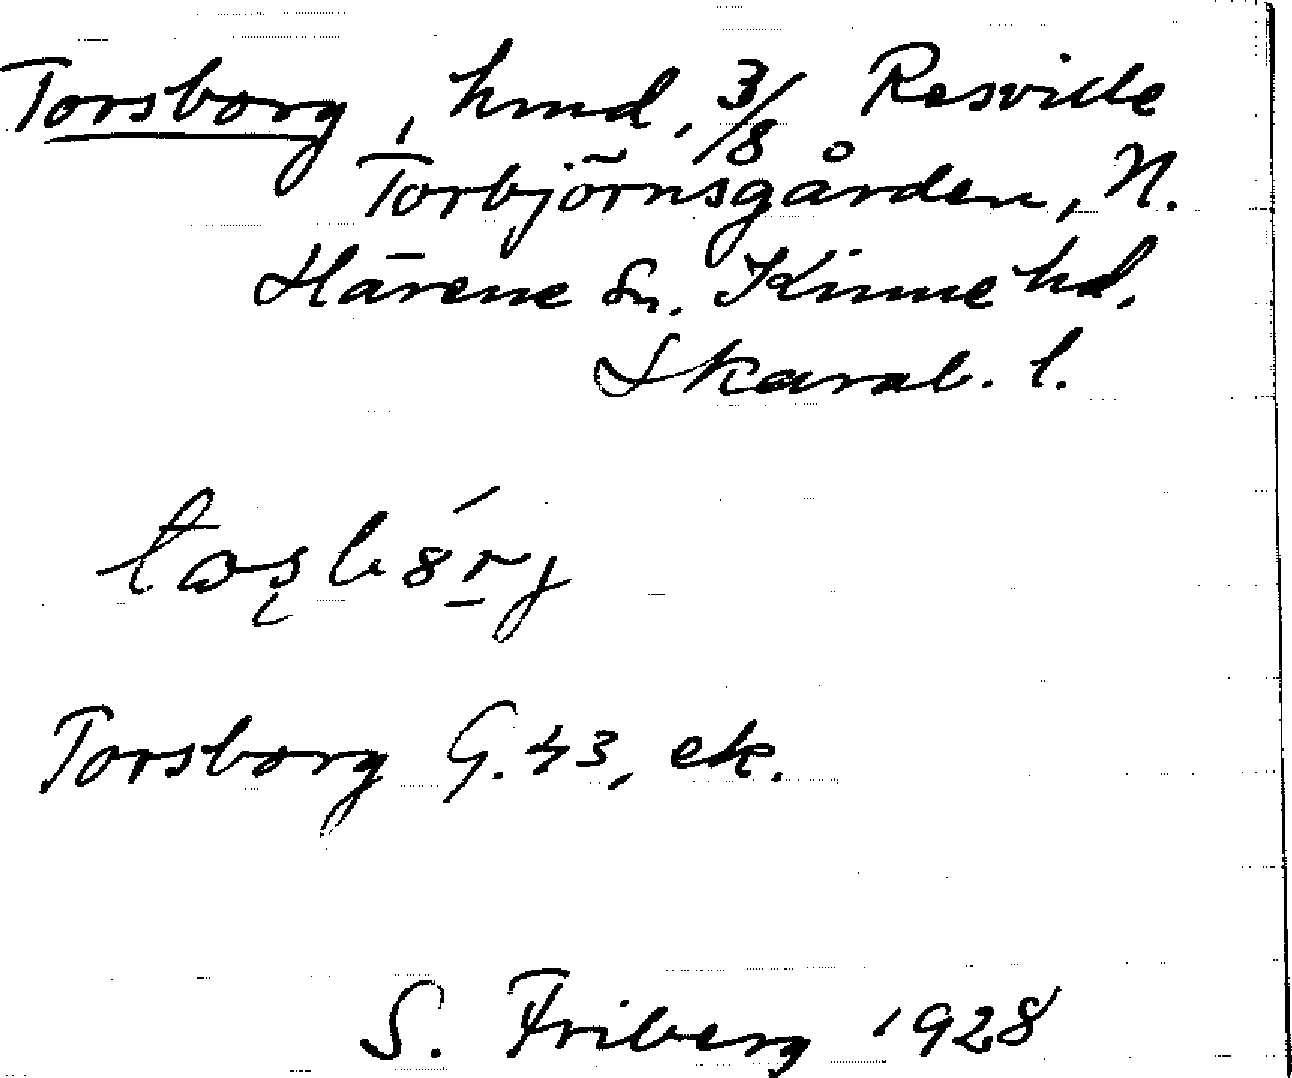 Torsborg, hmd. 3/8 Resville
Torbjörnsgården, N.
Härene sn. Kinne hd.
Skarab. l.
Torsborg G. 43, ek.
S. Friberg 1928